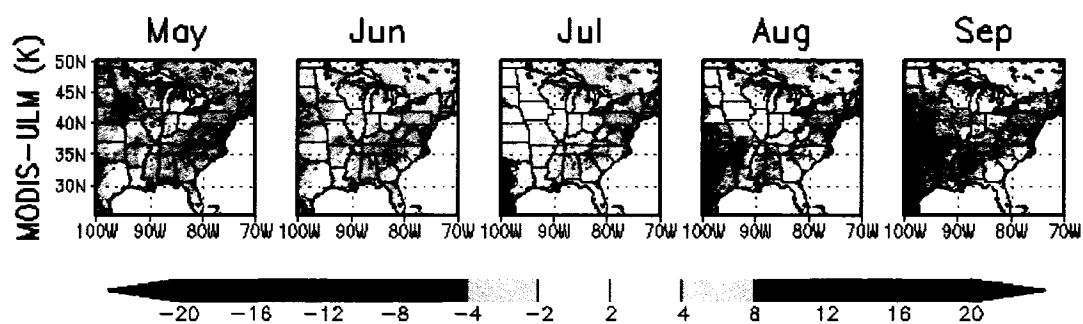 May Jun Jul Aug Sep
MODIS-ULM (K)
50N
45N
40N
35N
30N
100W 90W 80W 70W 100W 90W 80W 70W 100W 90W 80W 70W 100W 90W 80W 70W 100W 90W 80W 70W
-20 -16 -12 -8 -4 -2 2 4 8 12 16 20